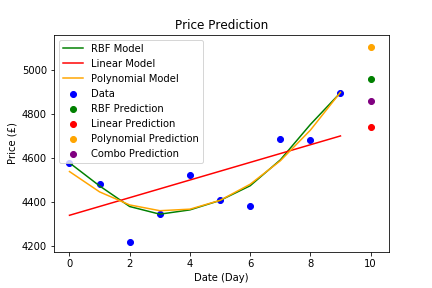 Price Prediction
RBF Model
Linear Model
Polynomial Model
Data
RBF Prediction
Linear Prediction
Polynomial Prediction
Combo Prediction
Price (£)
5000
4800
4600
4400
4200
0 2 4 6 8 10
Date (Day)